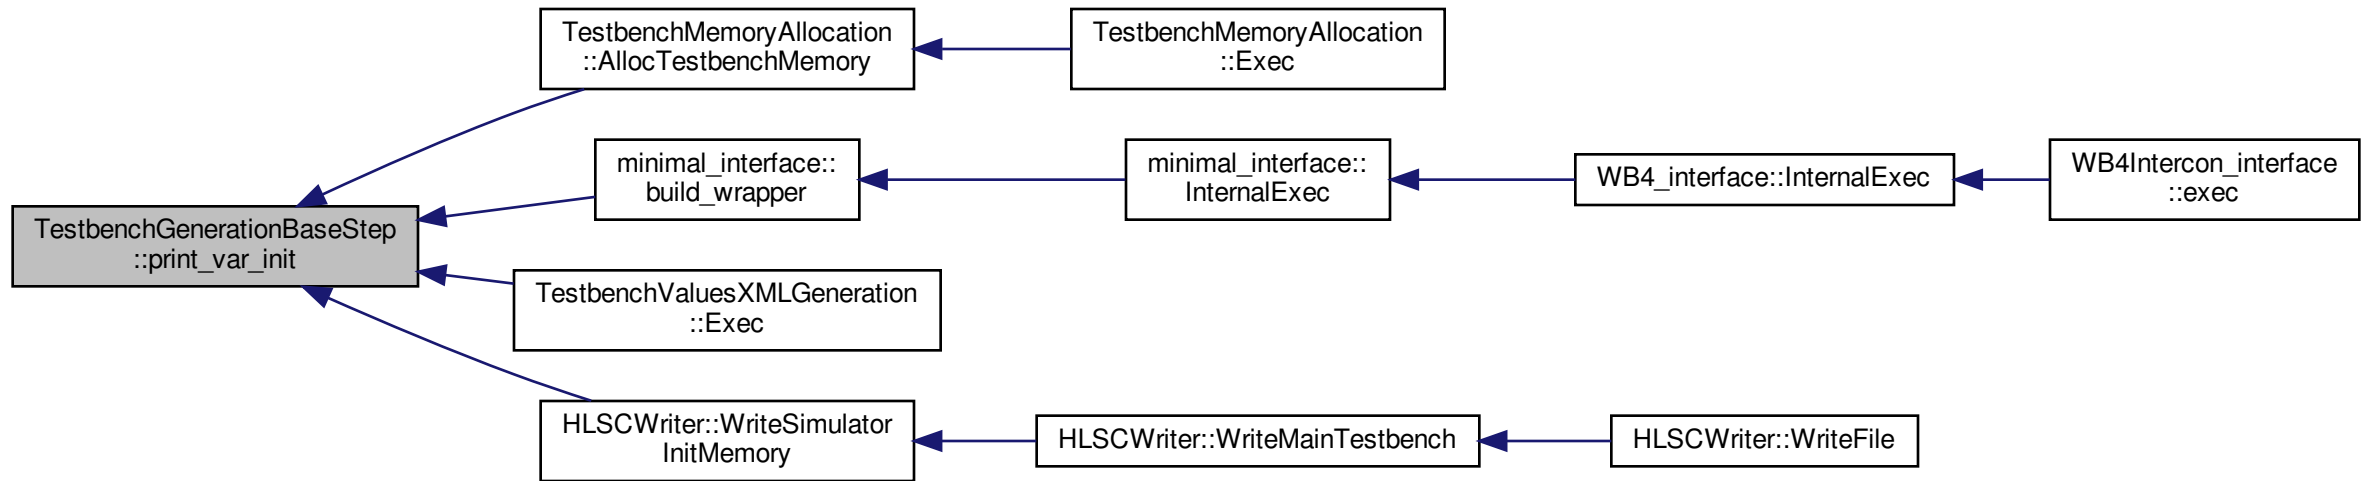 TestbenchMemoryAllocation
::AllocTestbenchMemory
TestbenchMemoryAllocation
::Exec
minimal_interface::
build_wrapper
minimal_interface::
InternalExec
WB4_interface::InternalExec
WB4Intercon_interface
::exec
TestbenchGenerationBaseStep
::print_var_init
TestbenchValuesXMLGeneration
::Exec
HLSCWriter::WriteSimulator
InitMemory
HLSCWriter::WriteMainTestbench
HLSCWriter::WriteFile